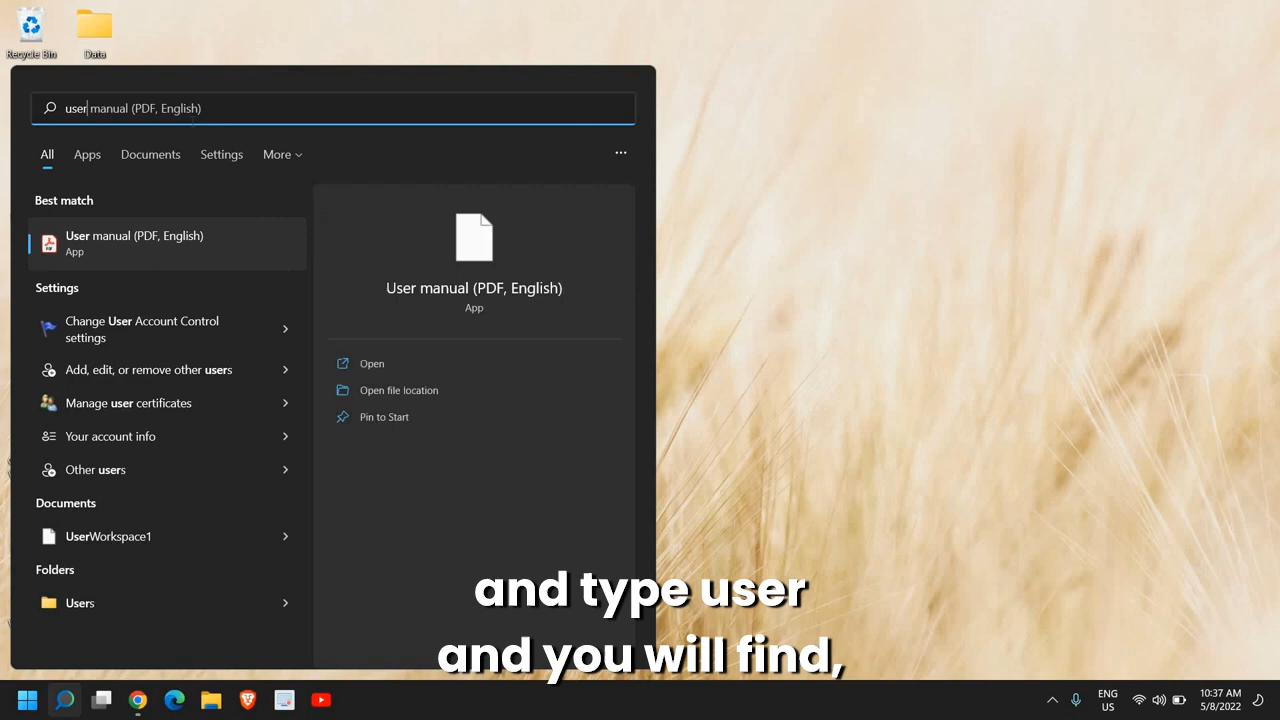 Recycle Bin
Data
user manual (PDF, English)
All Apps Documents Settings More
Best match
User manual (PDF, English)
App
Settings
Change User Account Control
settings
Add, edit, or remove other users
Manage user certificates
Your account info
Other users
Documents
UserWorkspace1
Folders
Users
User manual (PDF, English)
App
Open
Open file location
Pin to Start
and type user
and you will find,
ENG
US
10:37 AM
5/8/2022